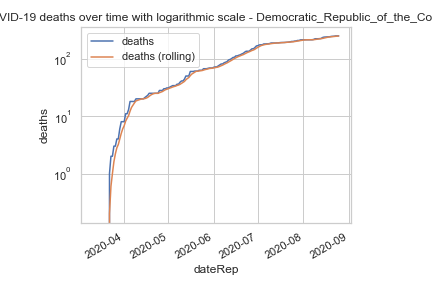 VID-19 deaths over time with logarithmic scale - Democratic_Republic_of_the_Co
deaths
deaths (rolling)
10²
10¹
10⁰
deaths
2020-04
2020-05
2020-06
2020-07
2020-08
2020-09
dateRep